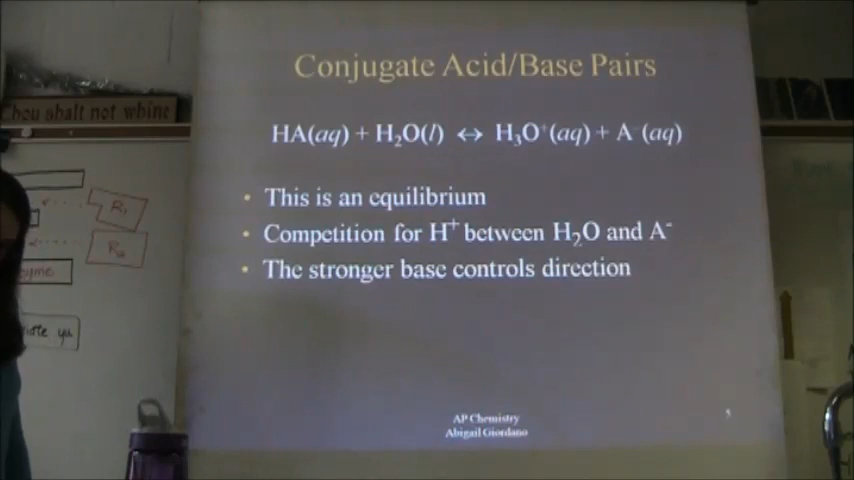 Conjugate Acid/Base Pairs
HA(aq) + H₂O(l) ↔ H₃O⁺(aq) + A⁻(aq)
• This is an equilibrium
• Competition for H⁺ between H₂O and A⁻
• The stronger base controls direction
AP Chemistry
Abigail Giordano
5
Thou shalt not whine
R₁